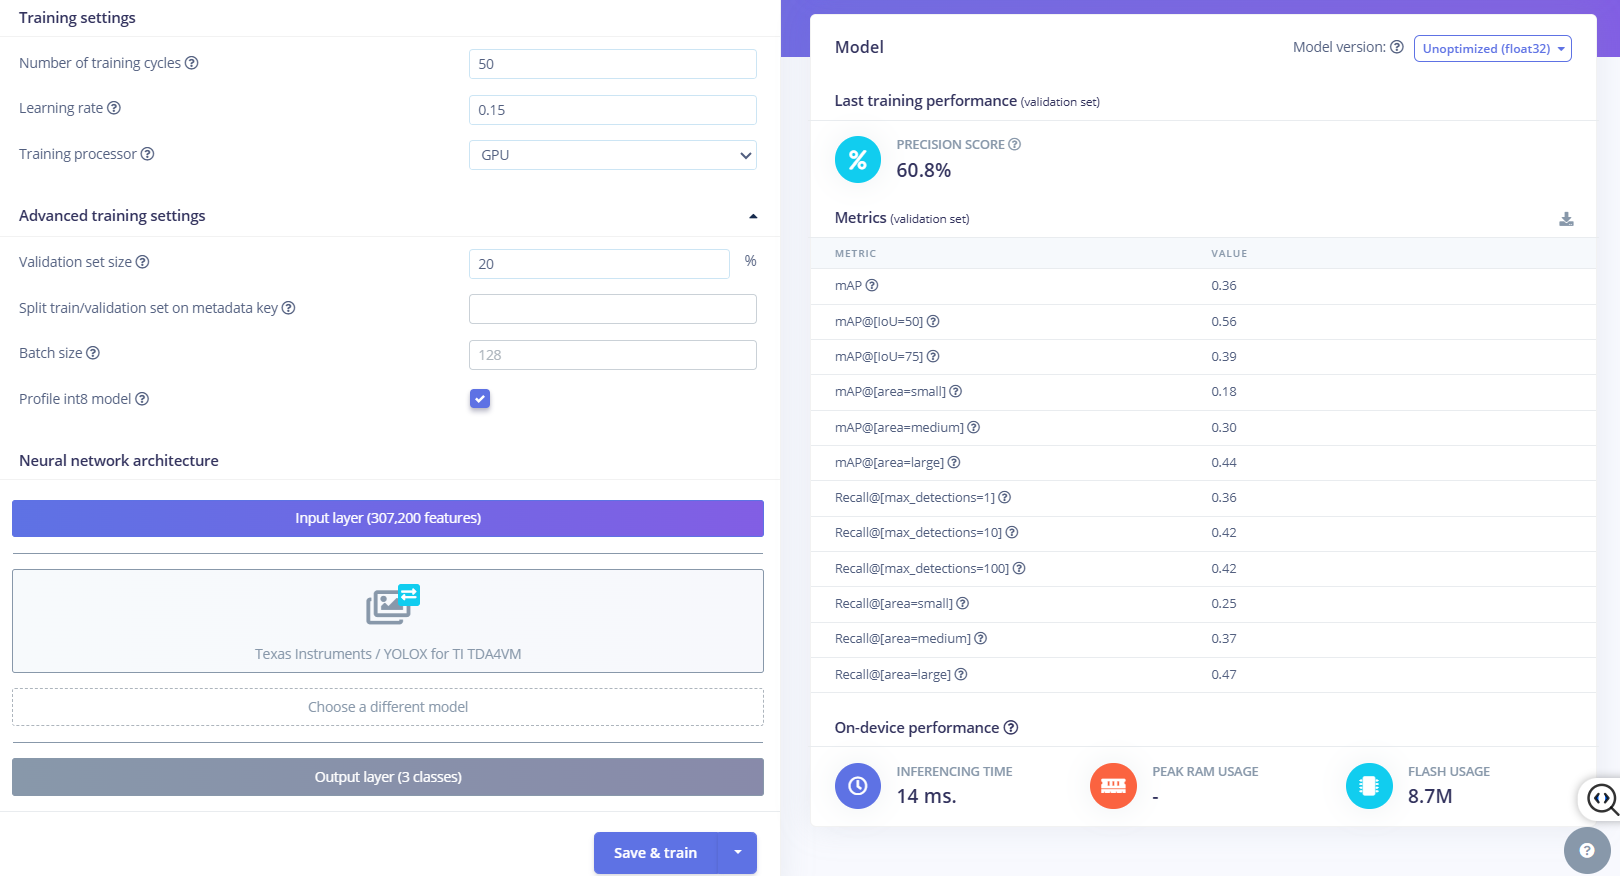 Training settings
Number of training cycles
50
Learning rate
0.15
Training processor
GPU
Advanced training settings
Validation set size
20
%
Split train/validation set on metadata key
Batch size
128
Profile int8 model
Neural network architecture
Input layer (307,200 features)
Texas Instruments / YOLOX for TI TDA4VM
Choose a different model
Output layer (3 classes)
Save & train
Model
Model version:
Unoptimized (float32)
Last training performance (validation set)
%
PRECISION SCORE
60.8%
Metrics (validation set)
METRIC VALUE
mAP 0.36
mAP@[IoU=50] 0.56
mAP@[IoU=75] 0.39
mAP@[area=small] 0.18
mAP@[area=medium] 0.30
mAP@[area=large] 0.44
Recall@[max_detections=1] 0.36
Recall@[max_detections=10] 0.42
Recall@[max_detections=100] 0.42
Recall@[area=small] 0.25
Recall@[area=medium] 0.37
Recall@[area=large] 0.47
On-device performance
INFERENCING TIME
14 ms.
PEAK RAM USAGE
-
FLASH USAGE
8.7M